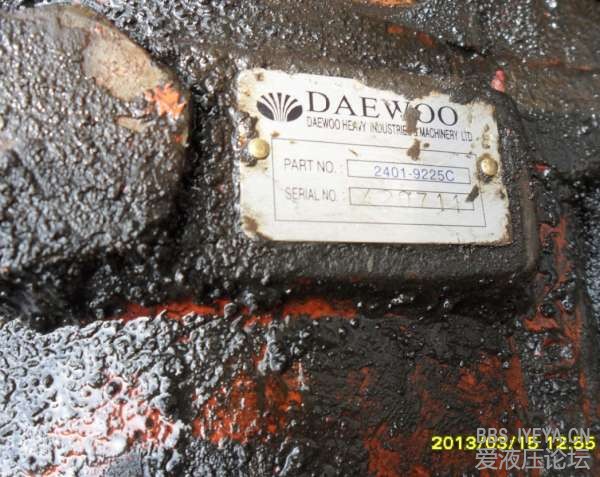 DAEWOO
DAEWOO HEAVY INDUSTRIES & MACHINERY LTD
PART NO. : 2401-9225C
SERIAL NO. :
2013/03/15 12:55
BBS.IYEYA.CN
爱液压论坛